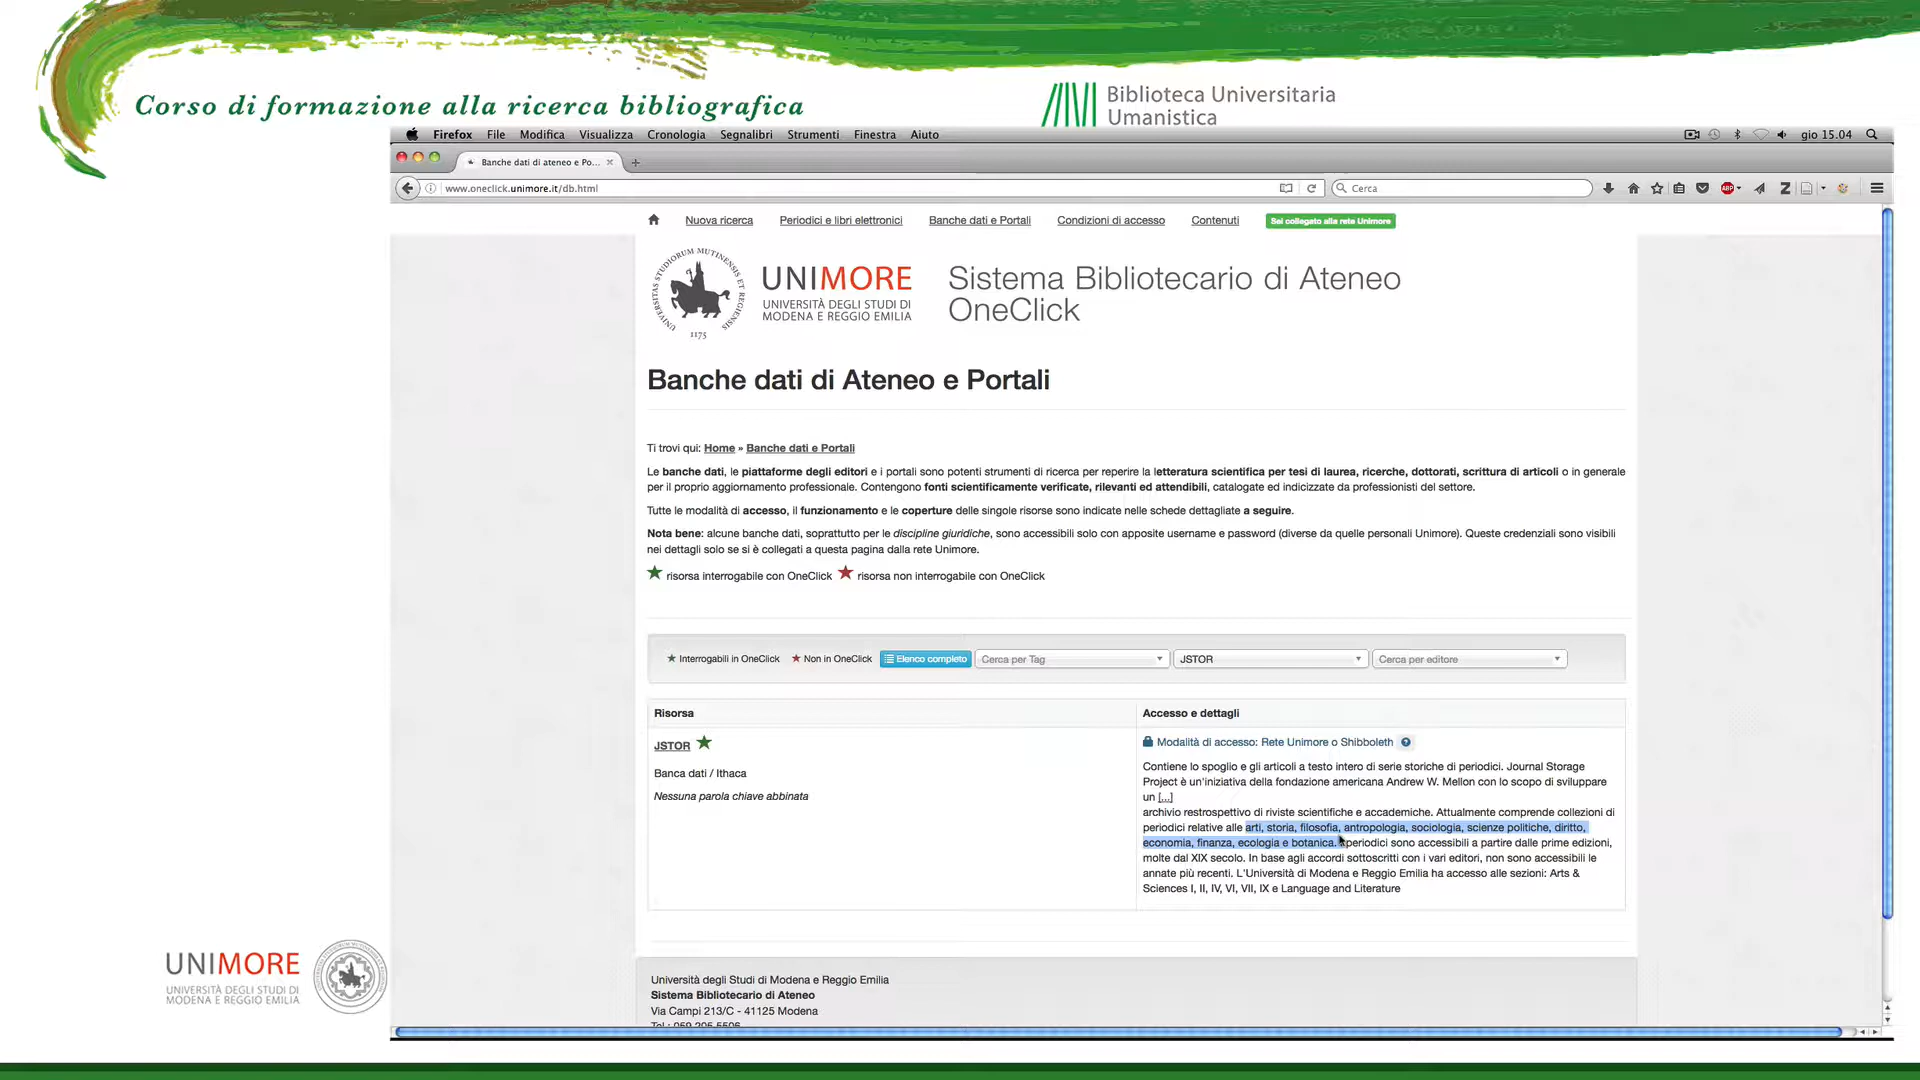 Corso di formazione alla ricerca bibliografica
Biblioteca Universitaria
Umanistica
Firefox File Modifica Visualizza Cronologia Segnalibri Strumenti Finestra Aiuto gio 15.04
Banche dati di ateneo e Po...
www.oneclick.unimore.it/db.html
Cerca
ABP
Z
Nuova ricerca Periodici e libri elettronici Banche dati e Portali Condizioni di accesso Contenuti Sei collegato alla rete Unimore
UNIVERSITAS STUDIORUM MUTINENSIS ET REGIENSIS
1175
UNIMORE
UNIVERSITÀ DEGLI STUDI DI
MODENA E REGGIO EMILIA
Sistema Bibliotecario di Ateneo
OneClick
Banche dati di Ateneo e Portali
Ti trovi qui: Home » Banche dati e Portali
Le banche dati, le piattaforme degli editori e i portali sono potenti strumenti di ricerca per reperire la letteratura scientifica per tesi di laurea, ricerche, dottorati, scrittura di articoli o in generale
per il proprio aggiornamento professionale. Contengono fonti scientificamente verificate, rilevanti ed attendibili, catalogate ed indicizzate da professionisti del settore.
Tutte le modalità di accesso, il funzionamento e le coperture delle singole risorse sono indicate nelle schede dettagliate a seguire.
Nota bene: alcune banche dati, soprattutto per le discipline giuridiche, sono accessibili solo con apposite username e password (diverse da quelle personali Unimore). Queste credenziali sono visibili
nei dettagli solo se si è collegati a questa pagina dalla rete Unimore.
risorsa interrogabile con OneClick risorsa non interrogabile con OneClick
Interrogabili in OneClick Non in OneClick Elenco completo Cerca per Tag JSTOR Cerca per editore
Risorsa
Accesso e dettagli
JSTOR
Banca dati / Ithaca
Nessuna parola chiave abbinata
Modalità di accesso: Rete Unimore o Shibboleth
Contiene lo spoglio e gli articoli a testo intero di serie storiche di periodici. Journal Storage
Project è un'iniziativa della fondazione americana Andrew W. Mellon con lo scopo di sviluppare
un [...]
archivio restrospettivo di riviste scientifiche e accademiche. Attualmente comprende collezioni di
periodici relative alle arti, storia, filosofia, antropologia, sociologia, scienze politiche, diritto,
economia, finanza, ecologia e botanica. periodici sono accessibili a partire dalle prime edizioni,
molte dal XIX secolo. In base agli accordi sottoscritti con i vari editori, non sono accessibili le
annate più recenti. L'Università di Modena e Reggio Emilia ha accesso alle sezioni: Arts &
Sciences I, II, IV, VI, VII, IX e Language and Literature
Università degli Studi di Modena e Reggio Emilia
Sistema Bibliotecario di Ateneo
Via Campi 213/C - 41125 Modena
Tel.: 059 205 5506
UNIMORE
UNIVERSITÀ DEGLI STUDI DI
MODENA E REGGIO EMILIA